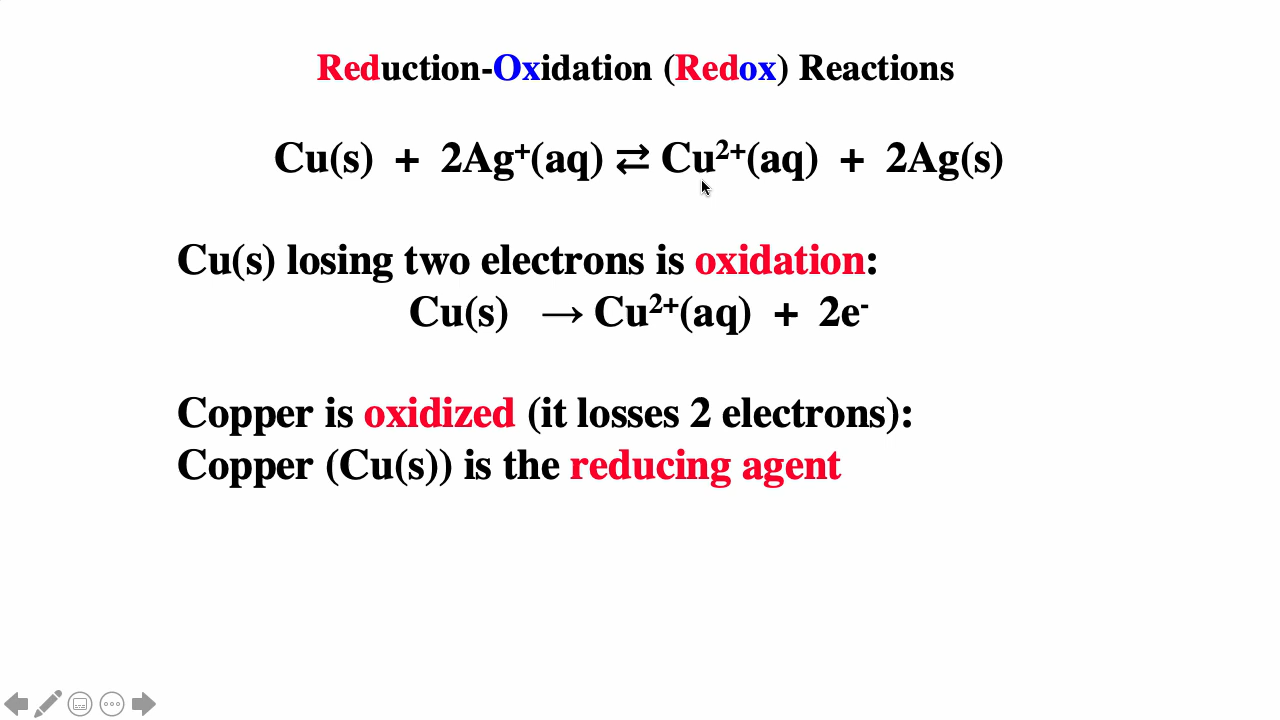 Reduction-Oxidation (Redox) Reactions
Cu(s) + 2Ag⁺(aq) ⇄ Cu²⁺(aq) + 2Ag(s)
Cu(s) losing two electrons is oxidation:
Cu(s) → Cu²⁺(aq) + 2e⁻
Copper is oxidized (it losses 2 electrons):
Copper (Cu(s)) is the reducing agent